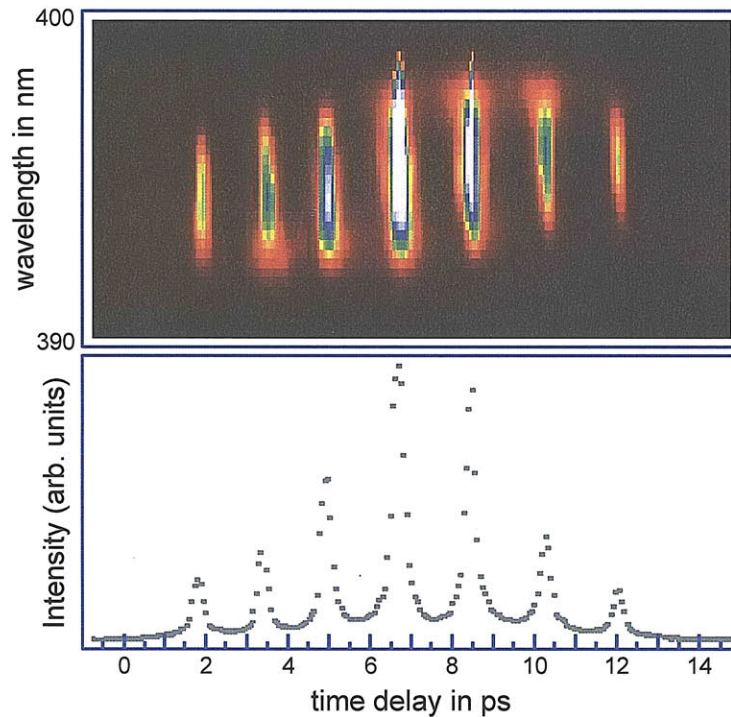 400
wavelength in nm
390
Intensity (arb. units)
0 2 4 6 8 10 12 14
time delay in ps